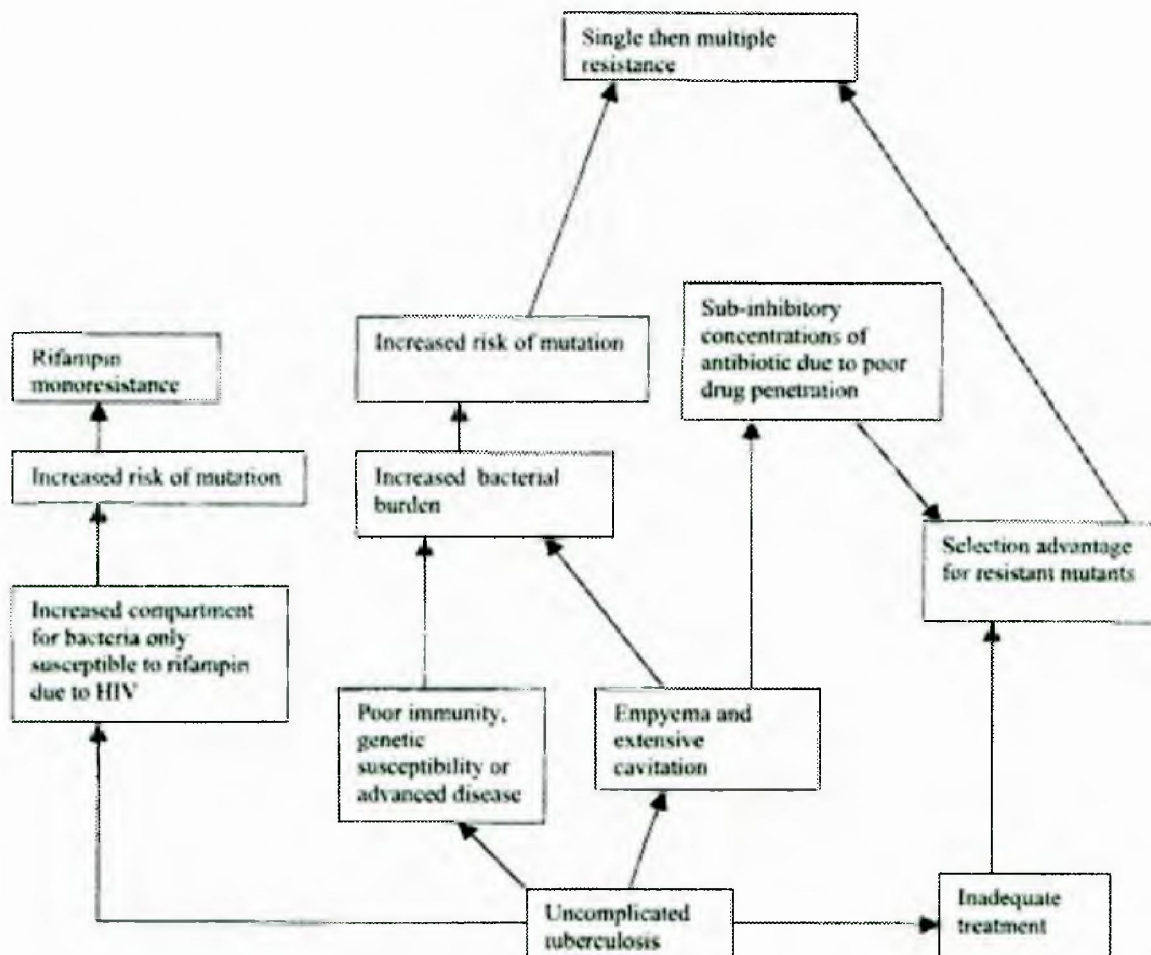 Single then multiple
resistance
Sub-inhibitory
concentrations of
antibiotic due to poor
drug penetration
Increased risk of mutation
Rifampin
monoresistance
Increased risk of mutation
Increased bacterial
burden
Selection advantage
for resistant mutants
Increased compartment
for bacteria only
susceptible to rifampin
due to HIV
Poor immunity,
genetic
susceptibility or
advanced disease
Empyema and
extensive
cavitation
Uncomplicated
tuberculosis
Inadequate
treatment